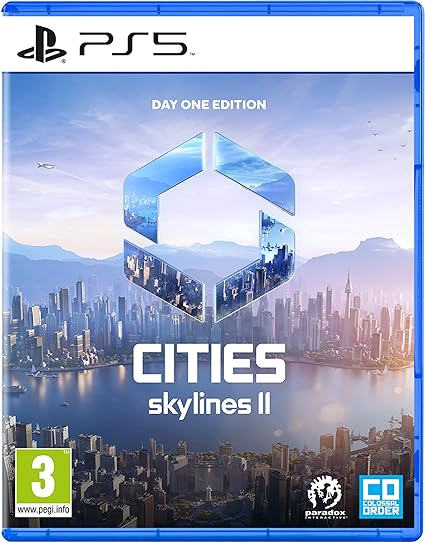 PS5
DAY ONE EDITION
CITIES
skylines II
3
www.pegi.info
paradox
INTERACTIVE
CO
COLOSSAL
ORDER